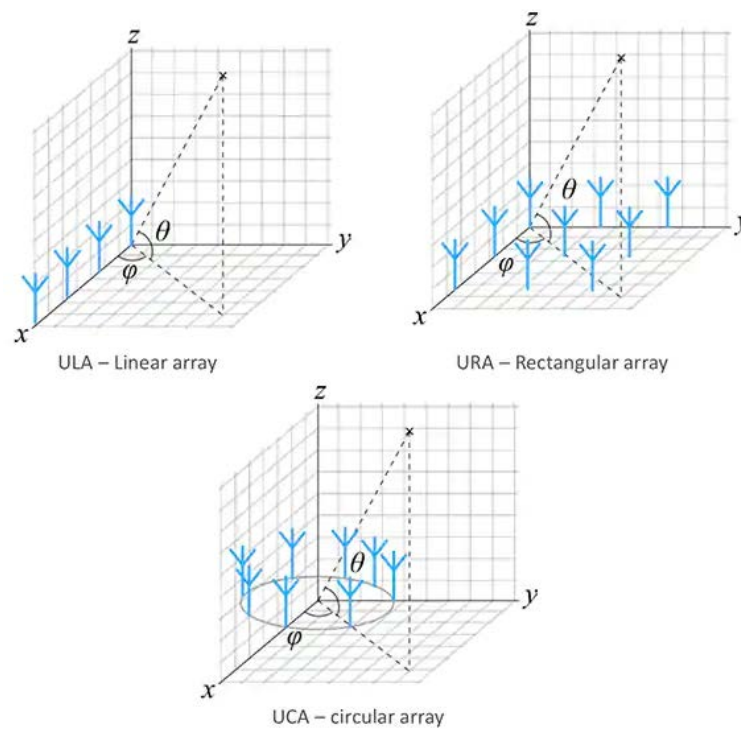 z
θ
y
φ
x
ULA – Linear array
z
θ
y
φ
x
URA – Rectangular array
z
θ
y
φ
x
UCA – circular array